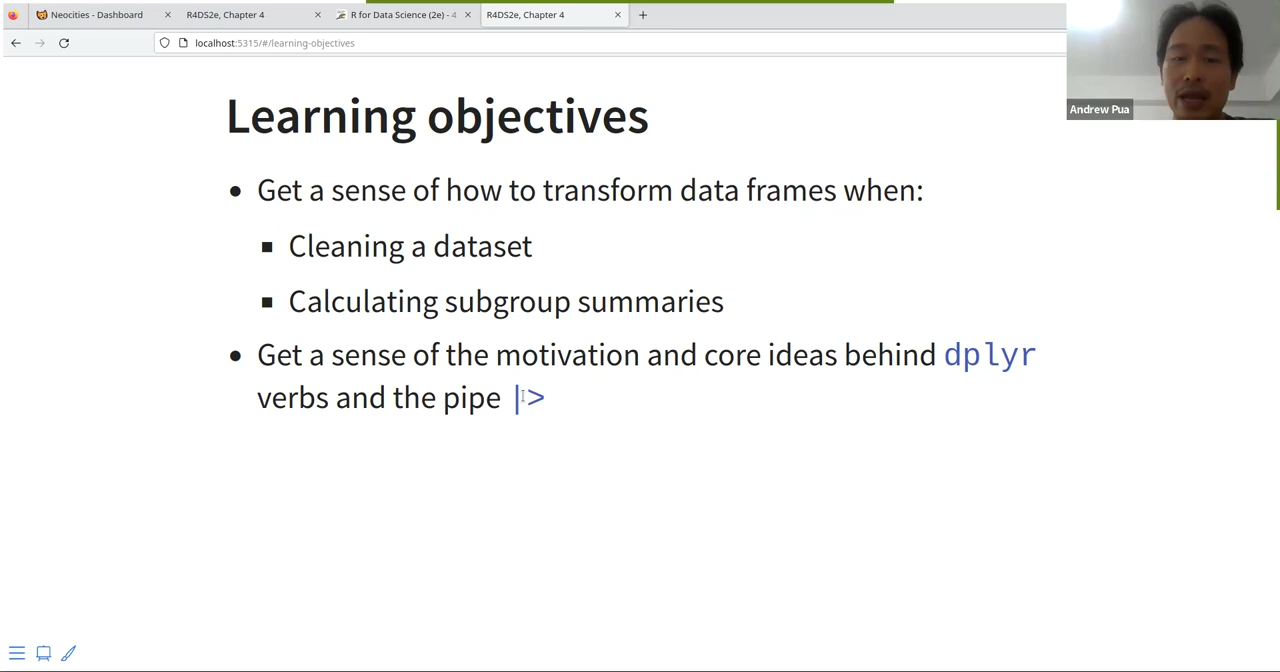 Neocities - Dashboard
R4DS2e, Chapter 4
R for Data Science (2e) - 4
R4DS2e, Chapter 4
localhost:5315/#/learning-objectives
Andrew Pua
Learning objectives
• Get a sense of how to transform data frames when:
▪ Cleaning a dataset
▪ Calculating subgroup summaries
• Get a sense of the motivation and core ideas behind dplyr
verbs and the pipe |>